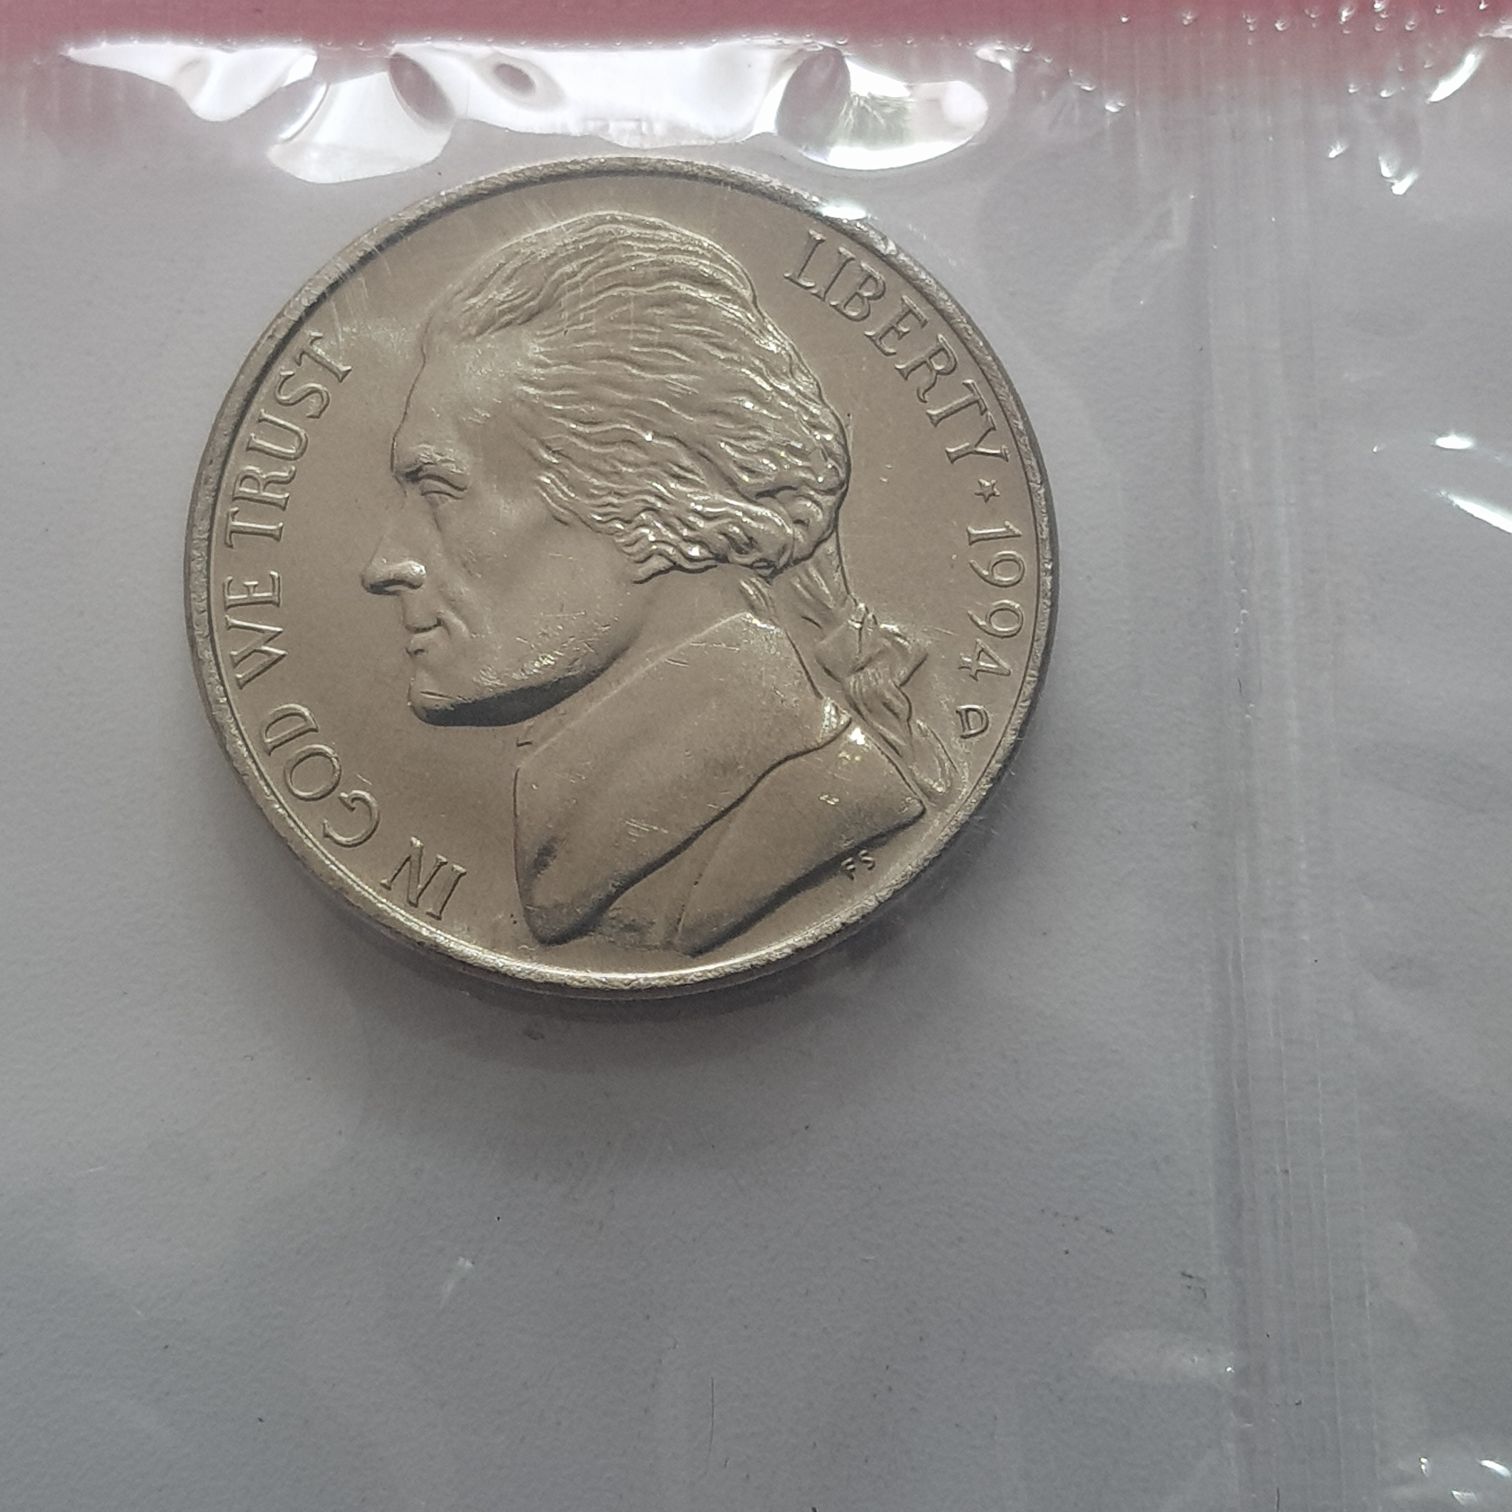 IN GOD WE TRUST
LIBERTY ★ 1994
D
FS